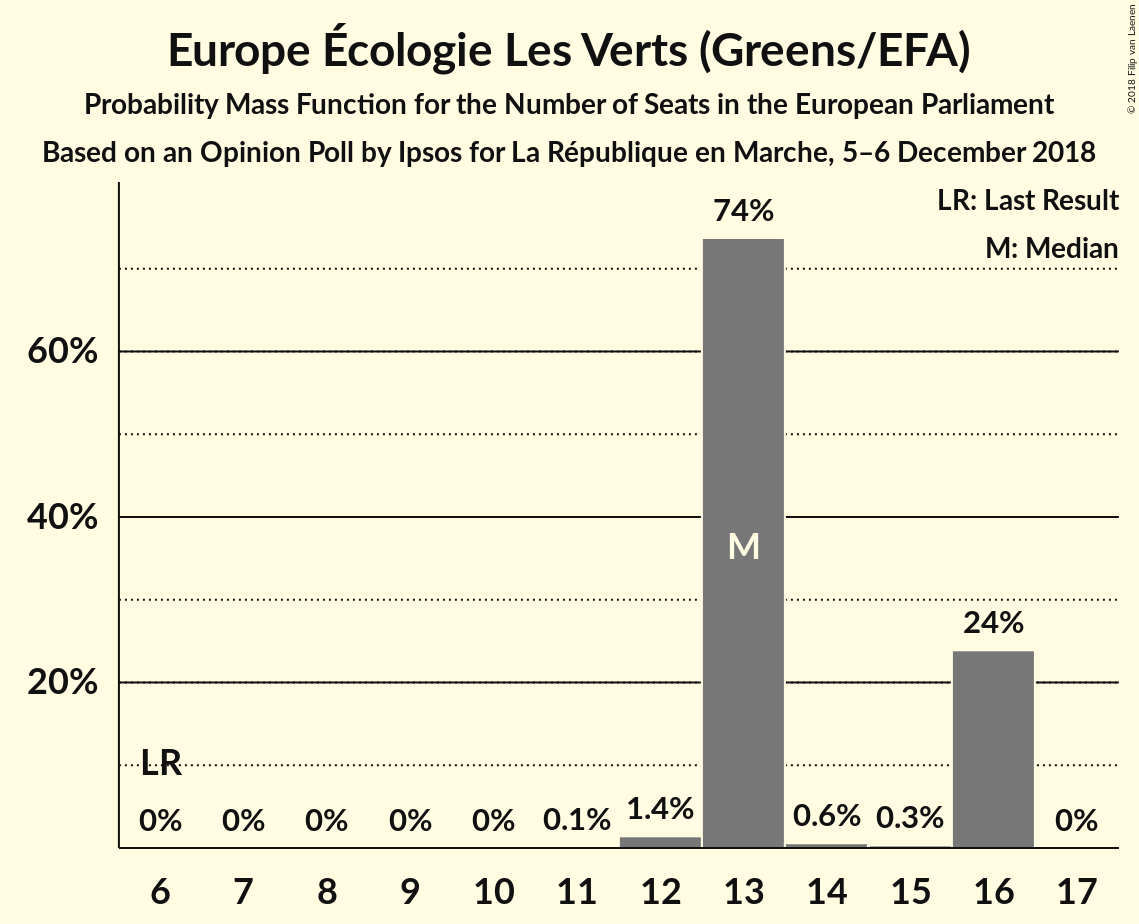 Europe Écologie Les Verts (Greens/EFA)
Probability Mass Function for the Number of Seats in the European Parliament
Based on an Opinion Poll by Ipsos for La République en Marche, 5–6 December 2018
© 2018 Filip van Laenen
LR: Last Result
M: Median
60%
40%
20%
LR
M
0%
0%
0%
0%
0%
0.1%
1.4%
74%
0.6%
0.3%
24%
0%
6 7 8 9 10 11 12 13 14 15 16 17